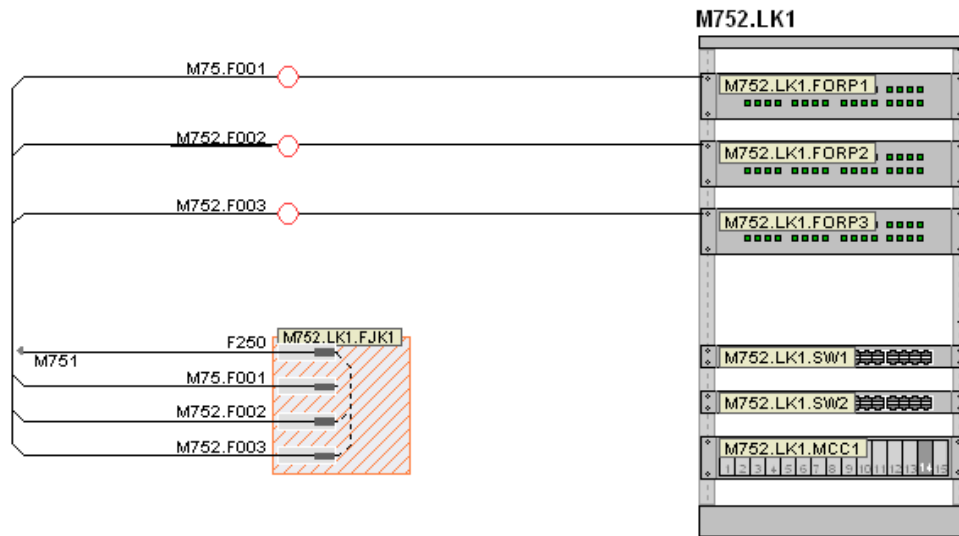 M752.LK1
M75.F001
M752.LK1.FORP1
M752.F002
M752.LK1.FORP2
M752.F003
M752.LK1.FORP3
M752.LK1.FJK1
F250
M751
M752.LK1.SW1
M75.F001
M752.F002
M752.LK1.SW2
M752.F003
M752.LK1.MCC1
1 2 3 4 5 6 7 8 9 10 11 12 13 14 15